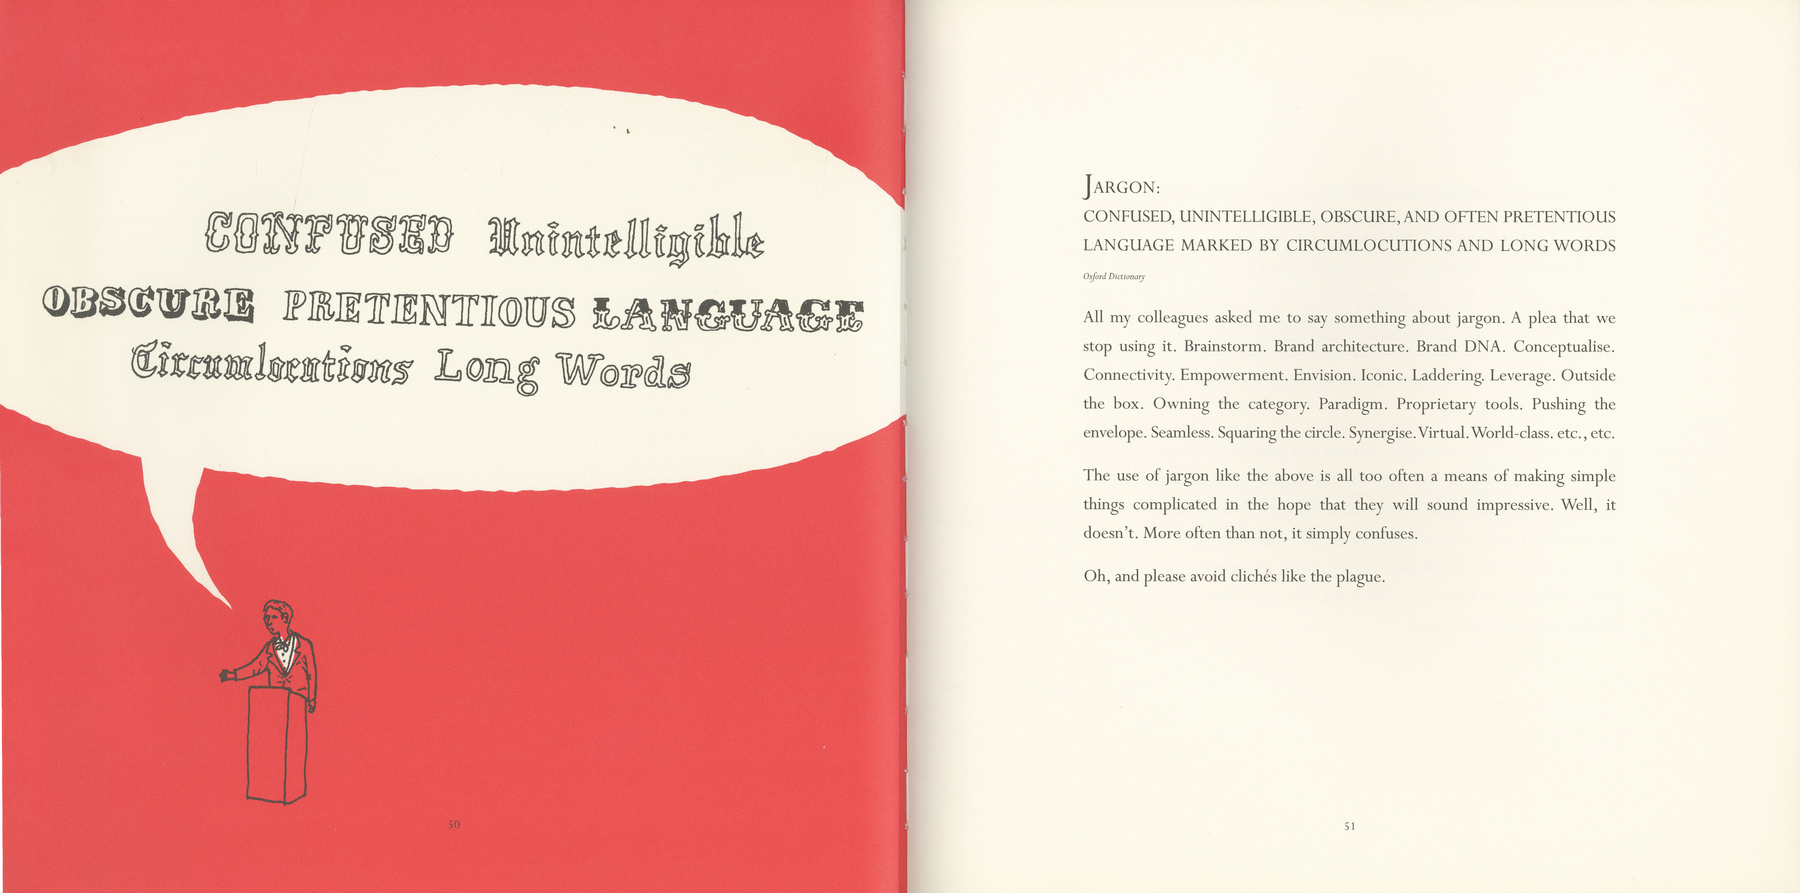 CONFUSED Unintelligible
OBSCURE PRETENTIOUS LANGUAGE
Circumlocutions Long Words
50
JARGON:
CONFUSED, UNINTELLIGIBLE, OBSCURE, AND OFTEN PRETENTIOUS
LANGUAGE MARKED BY CIRCUMLOCUTIONS AND LONG WORDS
Oxford Dictionary
All my colleagues asked me to say something about jargon. A plea that we
stop using it. Brainstorm. Brand architecture. Brand DNA. Conceptualise.
Connectivity. Empowerment. Envision. Iconic. Laddering. Leverage. Outside
the box. Owning the category. Paradigm. Proprietary tools. Pushing the
envelope. Seamless. Squaring the circle. Synergise. Virtual. World-class. etc., etc.
The use of jargon like the above is all too often a means of making simple
things complicated in the hope that they will sound impressive. Well, it
doesn't. More often than not, it simply confuses.
Oh, and please avoid clichés like the plague.
51